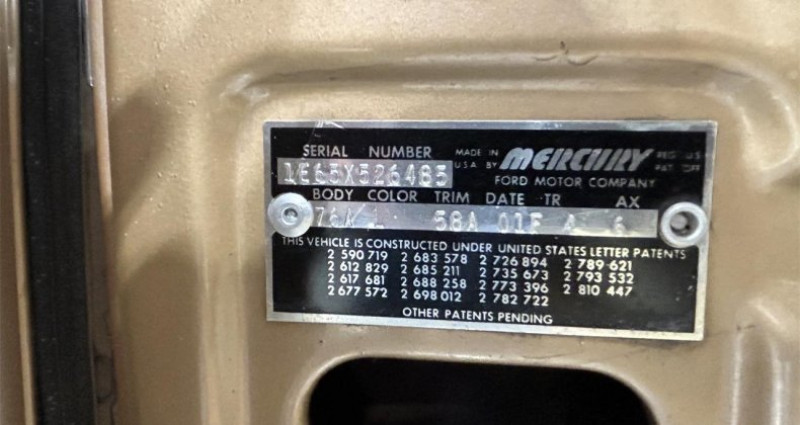 SERIAL NUMBER MADE IN U.S.A. BY MERCURY REG. U.S. PAT. OFF.
1E65X526485 FORD MOTOR COMPANY
BODY COLOR TRIM DATE TR AX
76A 58A 01F 4 6
THIS VEHICLE IS CONSTRUCTED UNDER UNITED STATES LETTER PATENTS
2 590 719 2 683 578 2 726 894 2 789 621
2 612 829 2 685 211 2 735 673 2 793 532
2 617 681 2 688 258 2 773 396 2 810 447
2 677 572 2 698 012 2 782 722
OTHER PATENTS PENDING